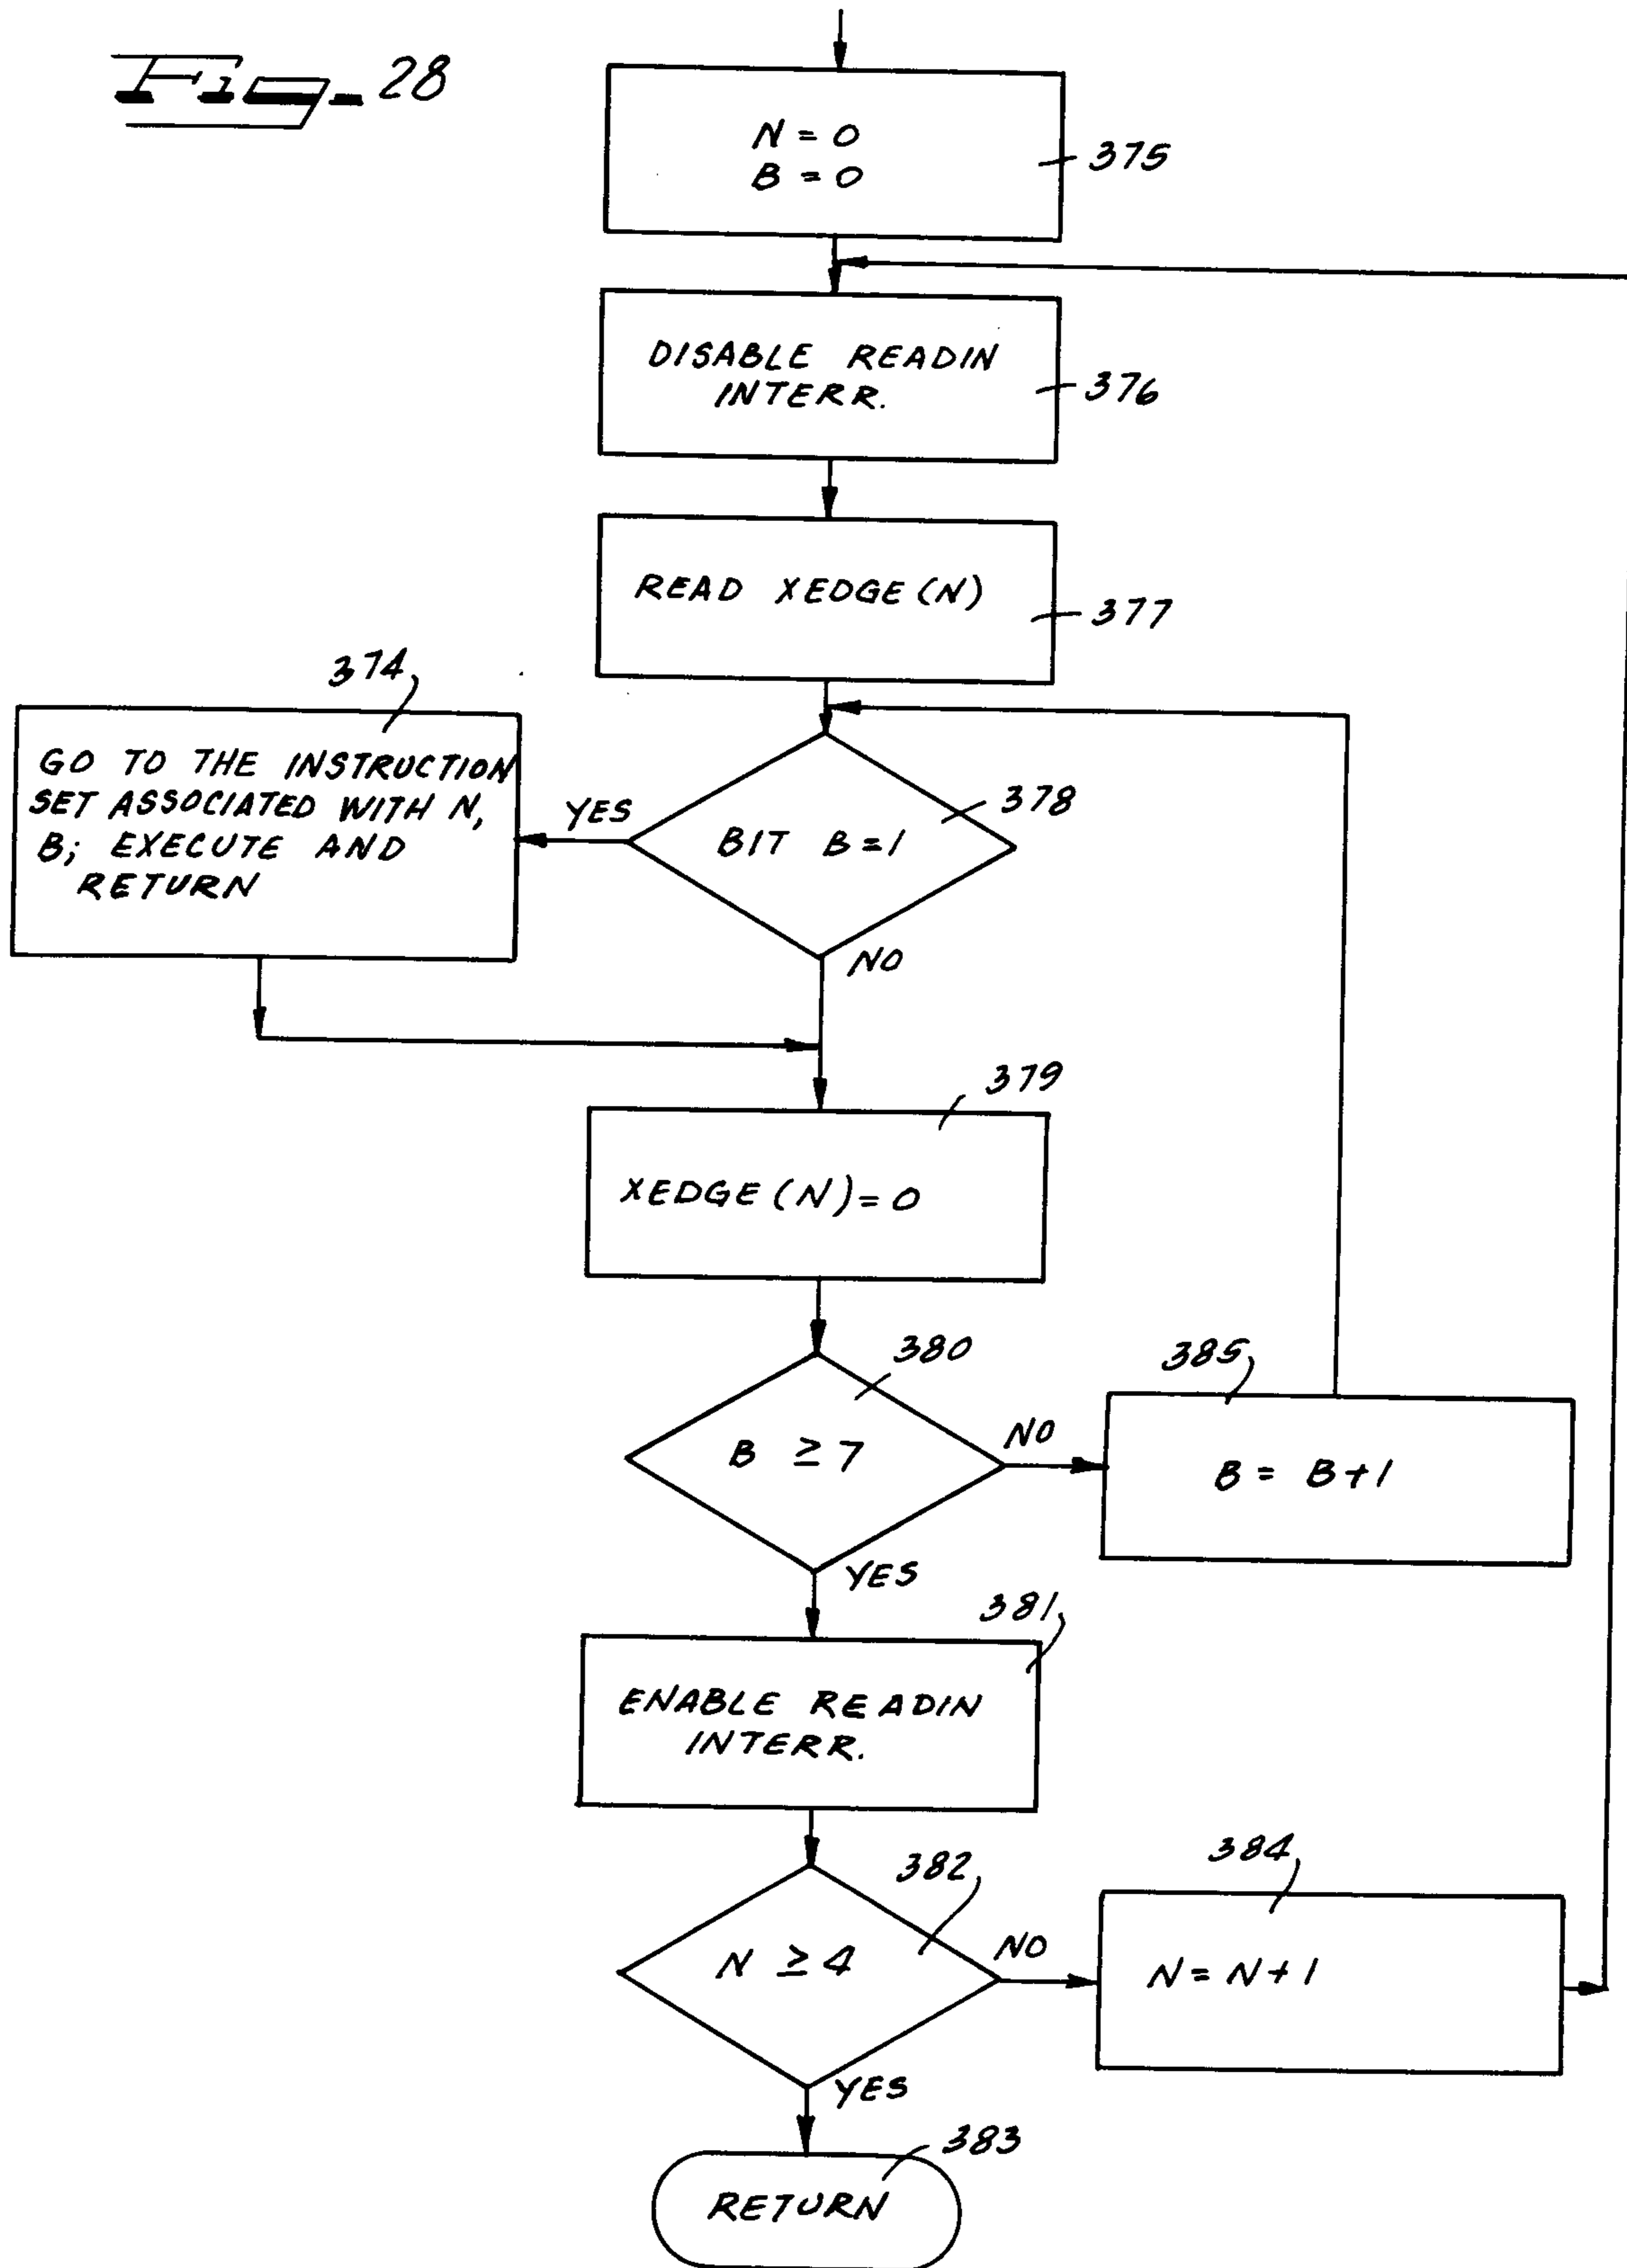 Fig_28
N = 0
B = 0
375
DISABLE READIN
INTERR.
376
READ XEDGE (N)
377
374
GO TO THE INSTRUCTION
SET ASSOCIATED WITH N,
B; EXECUTE AND
RETURN
YES
BIT B = 1
378
NO
379
XEDGE (N) = 0
380
B ≥ 7
NO
385
B = B + 1
YES
381
ENABLE READIN
INTERR.
382
N ≥ 4
NO
384
N = N + 1
YES
383
RETURN